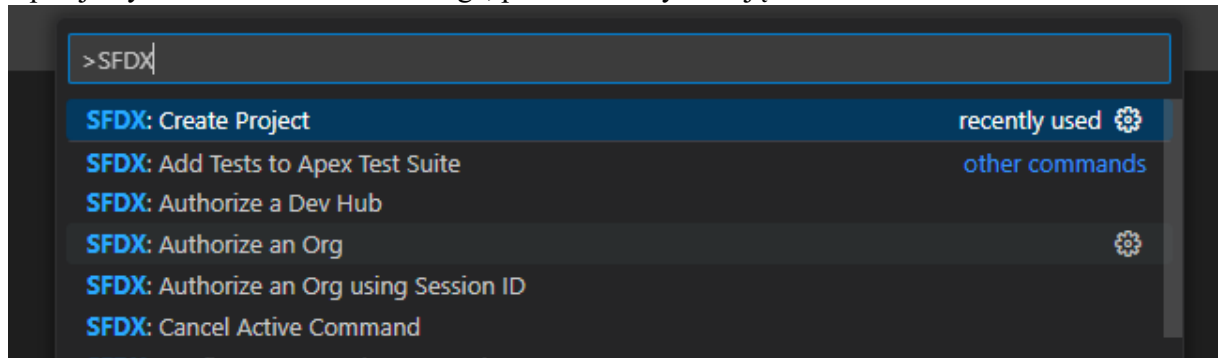 >SFDX
SFDX: Create Project recently used
SFDX: Add Tests to Apex Test Suite other commands
SFDX: Authorize a Dev Hub
SFDX: Authorize an Org
SFDX: Authorize an Org using Session ID
SFDX: Cancel Active Command